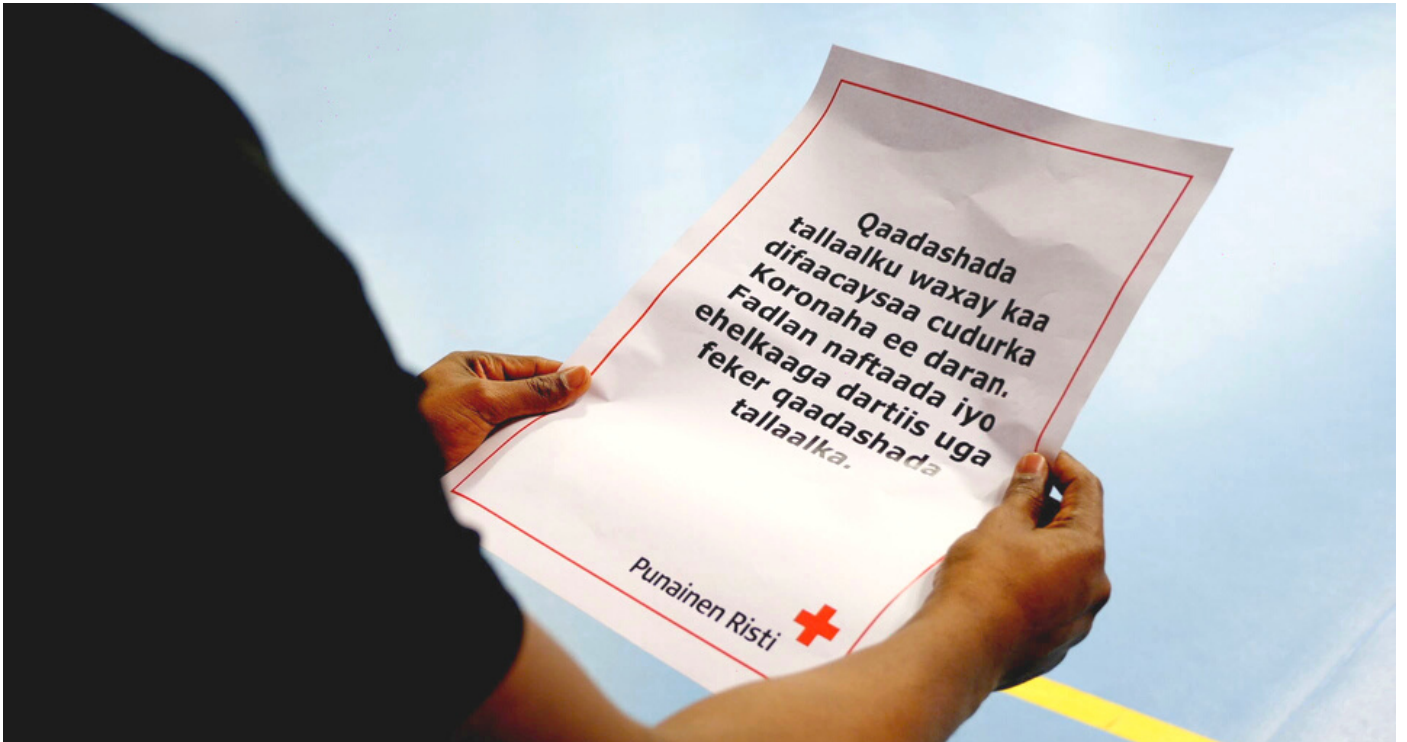 Qaadashada
tallaalku waxay kaa
difaacaysaa cudurka
Koronaha ee daran.
Fadlan naftaada iyo
ehelkaaga dartiis uga
feker qaadashada
tallaalka.
Punainen Risti